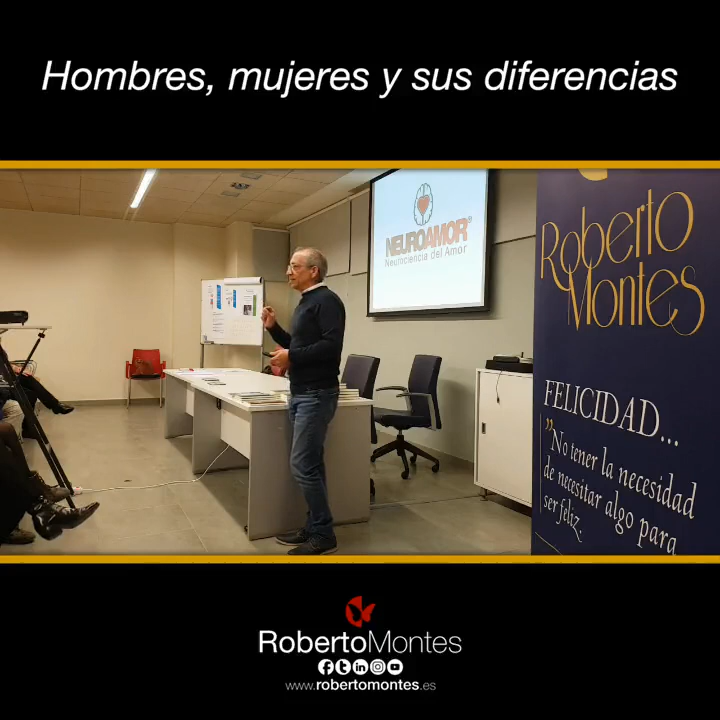 Hombres, mujeres y sus diferencias
NEUROAMOR®
Neurociencia del Amor
Roberto
Montes
FELICIDAD...
"No tener la necesidad
de necesitar algo para
ser feliz.
RobertoMontes
www.robertomontes.es